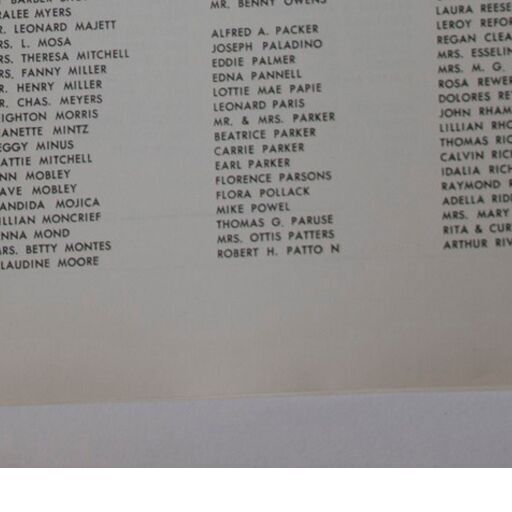 RALEE MYERS
R. LEONARD MAJETT
RS. L. MOSA
RS. THERESA MITCHELL
RS. FANNY MILLER
R. HENRY MILLER
R. CHAS. MEYERS
EIGHTON MORRIS
EANETTE MINTZ
EGGY MINUS
ATTIE MITCHELL
NN MOBLEY
AVE MOBLEY
ANDIDA MOJICA
ILLIAN MONCRIEF
NNA MOND
MRS. BETTY MONTES
LAUDINE MOORE
MR. BENNY OWENS
ALFRED A. PACKER
JOSEPH PALADINO
EDDIE PALMER
EDNA PANNELL
LOTTIE MAE PAPIE
LEONARD PARIS
MR. & MRS. PARKER
BEATRICE PARKER
CARRIE PARKER
EARL PARKER
FLORENCE PARSONS
FLORA POLLACK
MIKE POWEL
THOMAS G. PARUSE
MRS. OTTIS PATTERS
ROBERT H. PATTO N
LAURA REESE
LEROY REFOR
REGAN CLEA
MRS. ESSELIN
MRS. M. G.
ROSA REWER
DOLORES RE
JOHN RHAM
LILLIAN RHO
THOMAS RIC
CALVIN RIC
IDALIA RICH
RAYMOND R
ADELLA RIDD
MRS. MARY
RITA & CUR
ARTHUR RIV